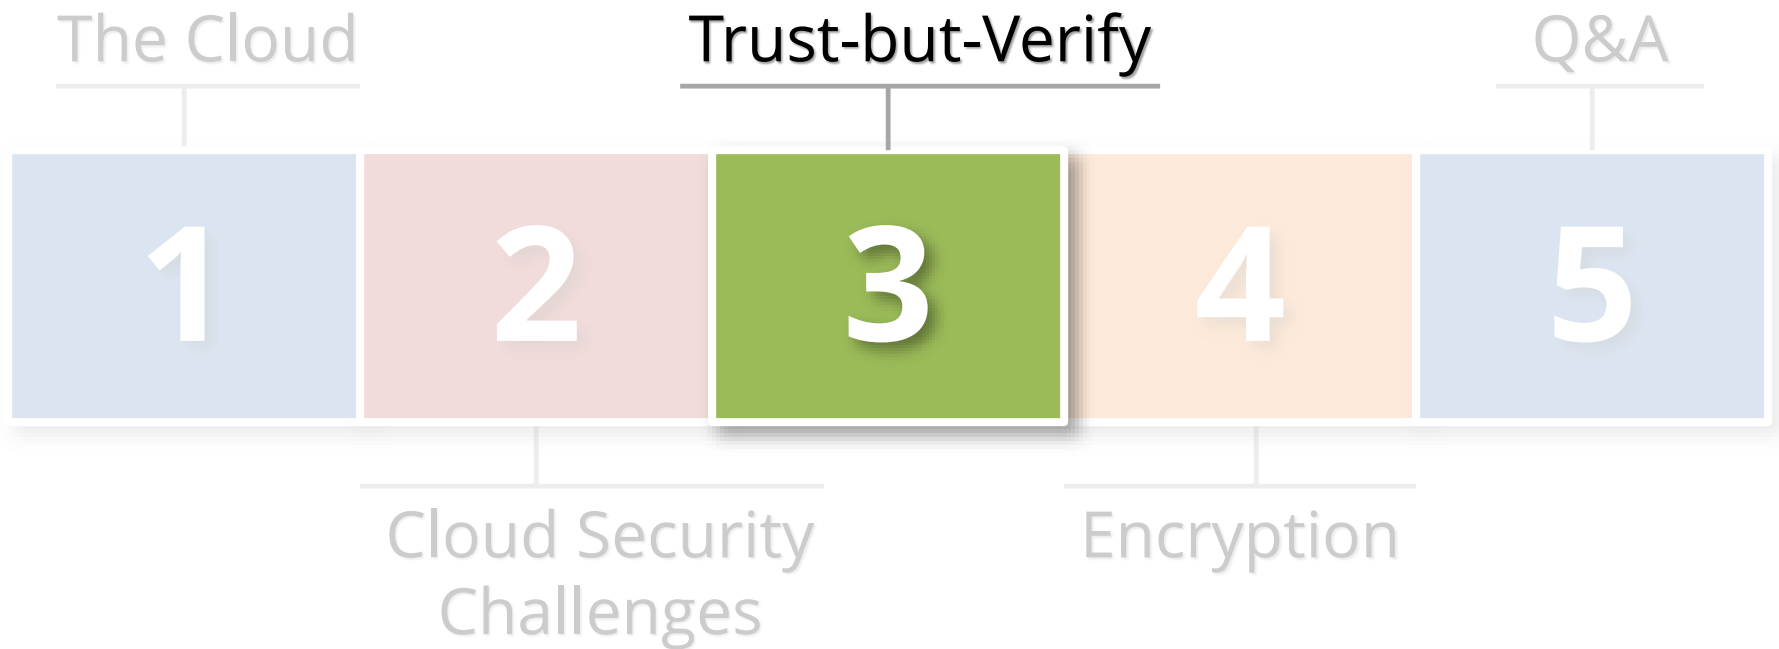 The Cloud
Trust-but-Verify
Q&A
1
2
3
4
5
Cloud Security
Challenges
Encryption